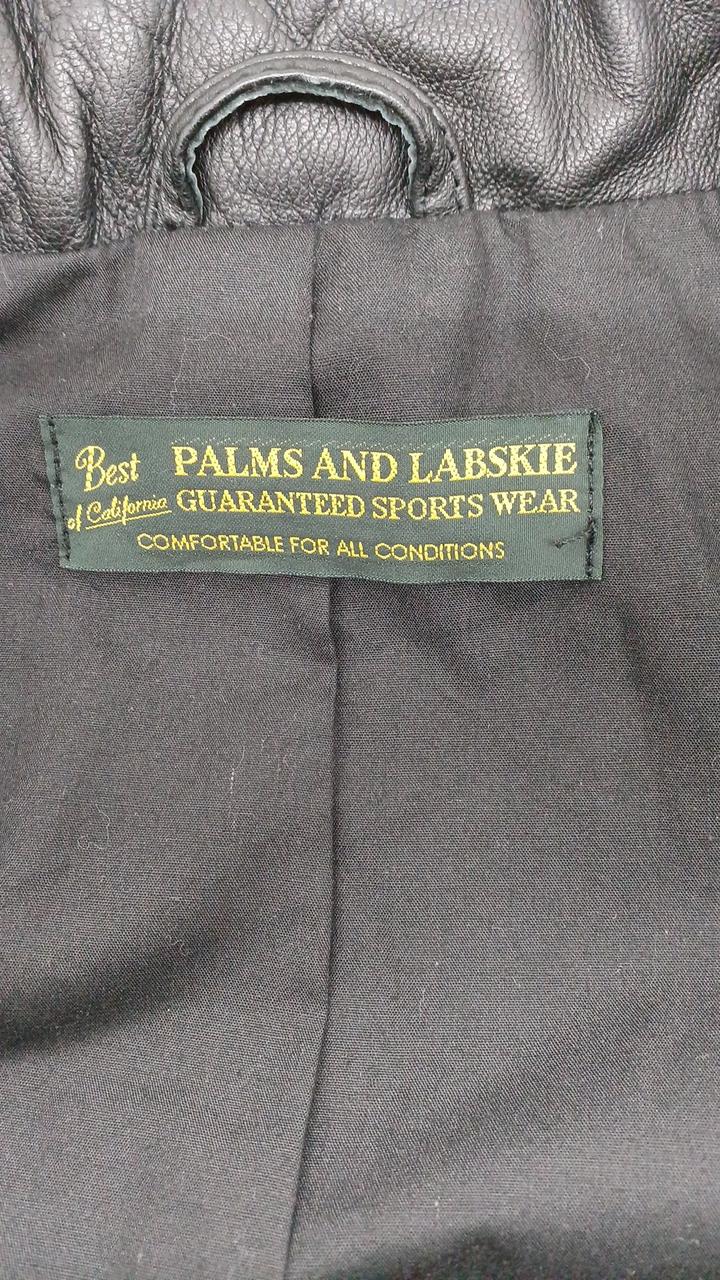 Best
of California
PALMS AND LABSKIE
GUARANTEED SPORTS WEAR
COMFORTABLE FOR ALL CONDITIONS